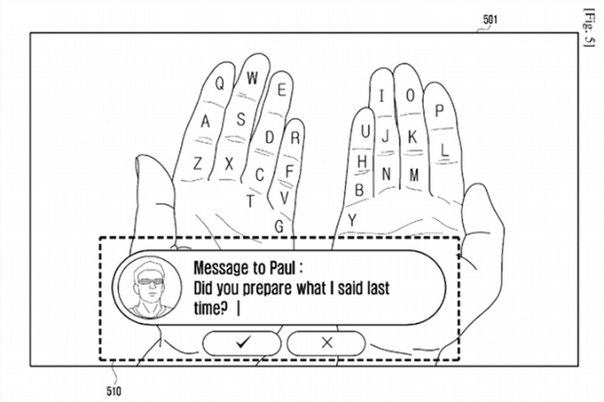 [Fig. 5]
501
Q W E
A S D R
Z X C F
T V
G
I O P
U J K L
H N M
B
Y
Message to Paul :
Did you prepare what I said last
time? |
510